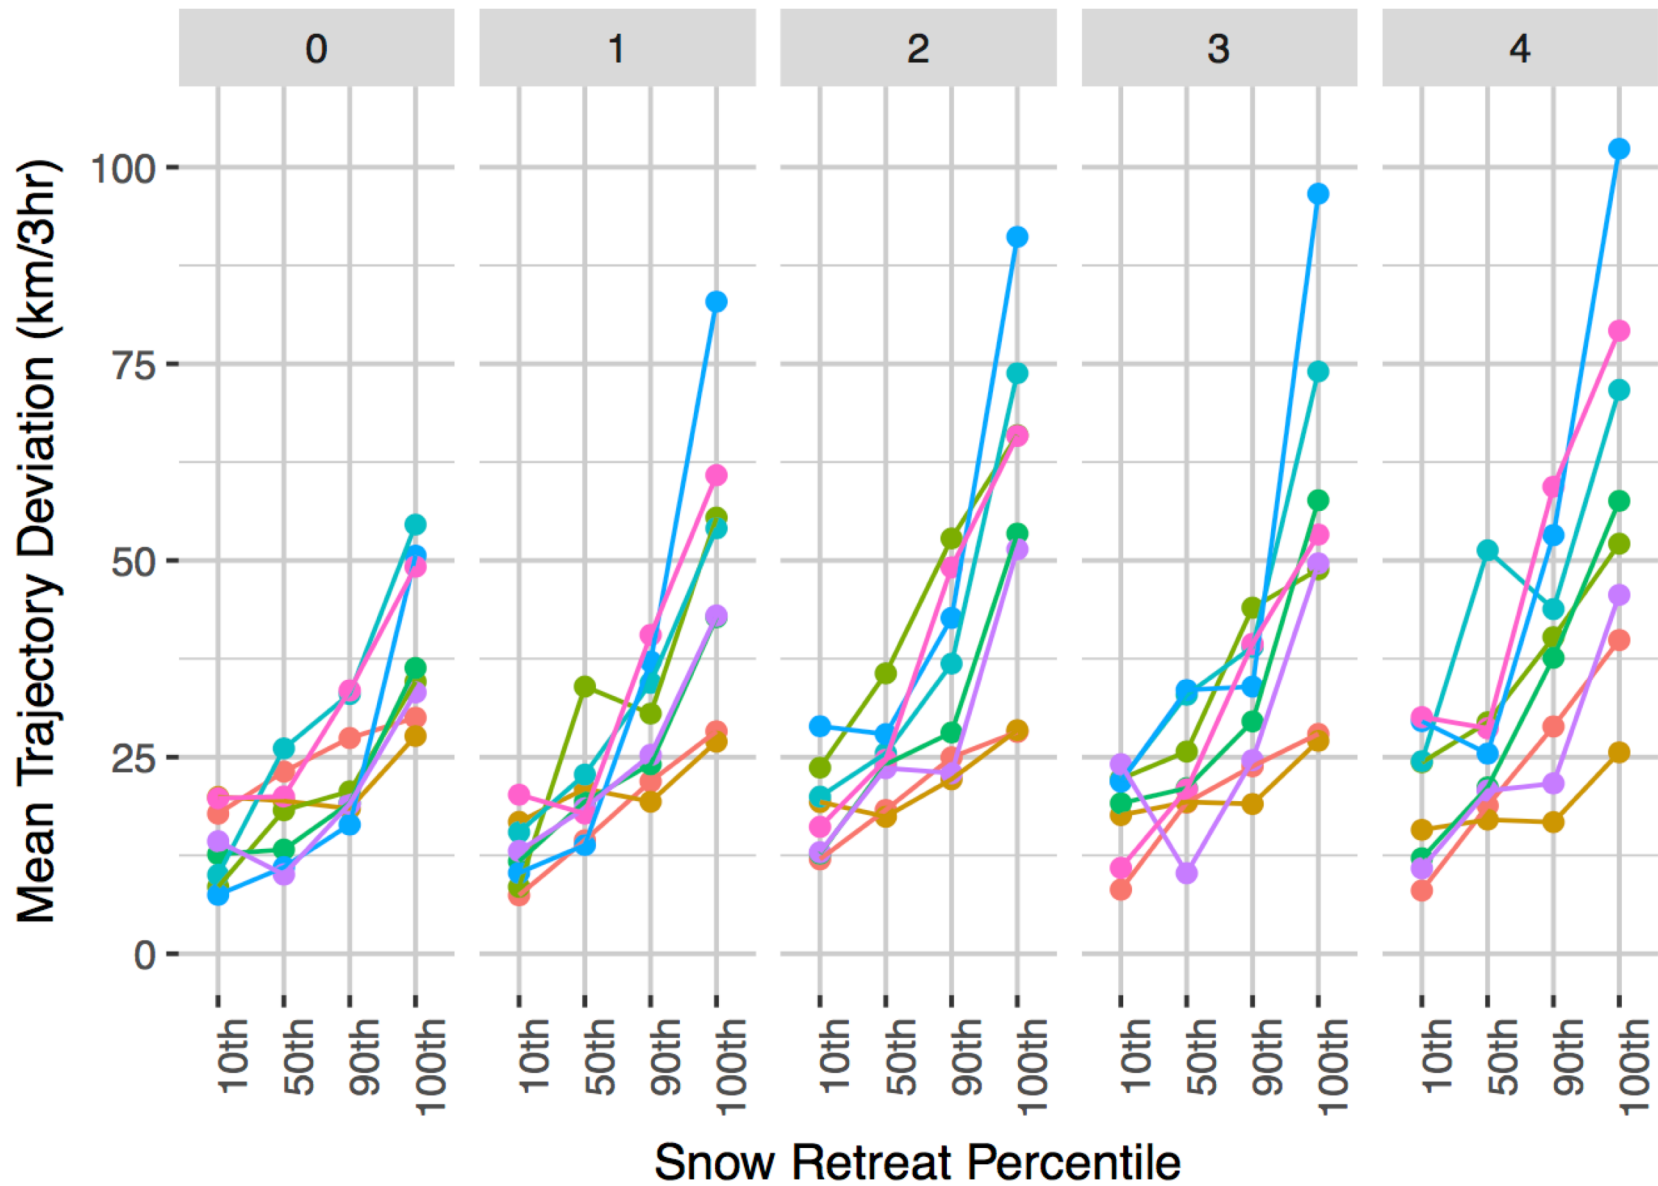 0 1 2 3 4
Mean Trajectory Deviation (km/3hr)
100
75
50
25
0
10th 50th 90th 100th 10th 50th 90th 100th 10th 50th 90th 100th 10th 50th 90th 100th 10th 50th 90th 100th
Snow Retreat Percentile